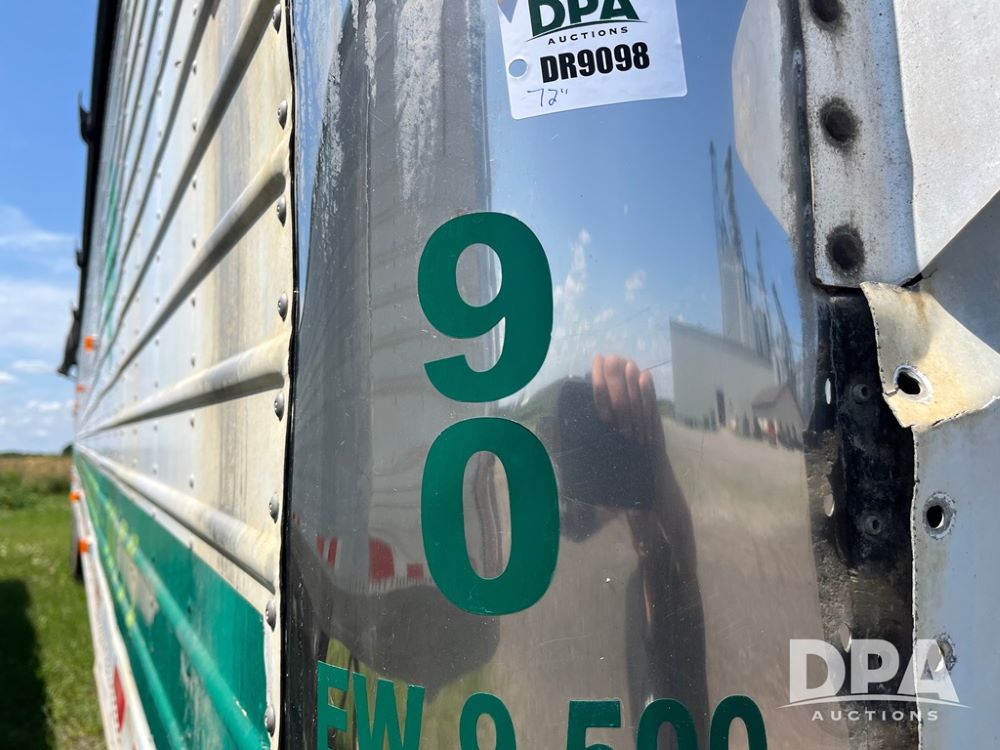 DPA
AUCTIONS
DR9098
72"
9
0
EW 9,500
DPA
AUCTIONS